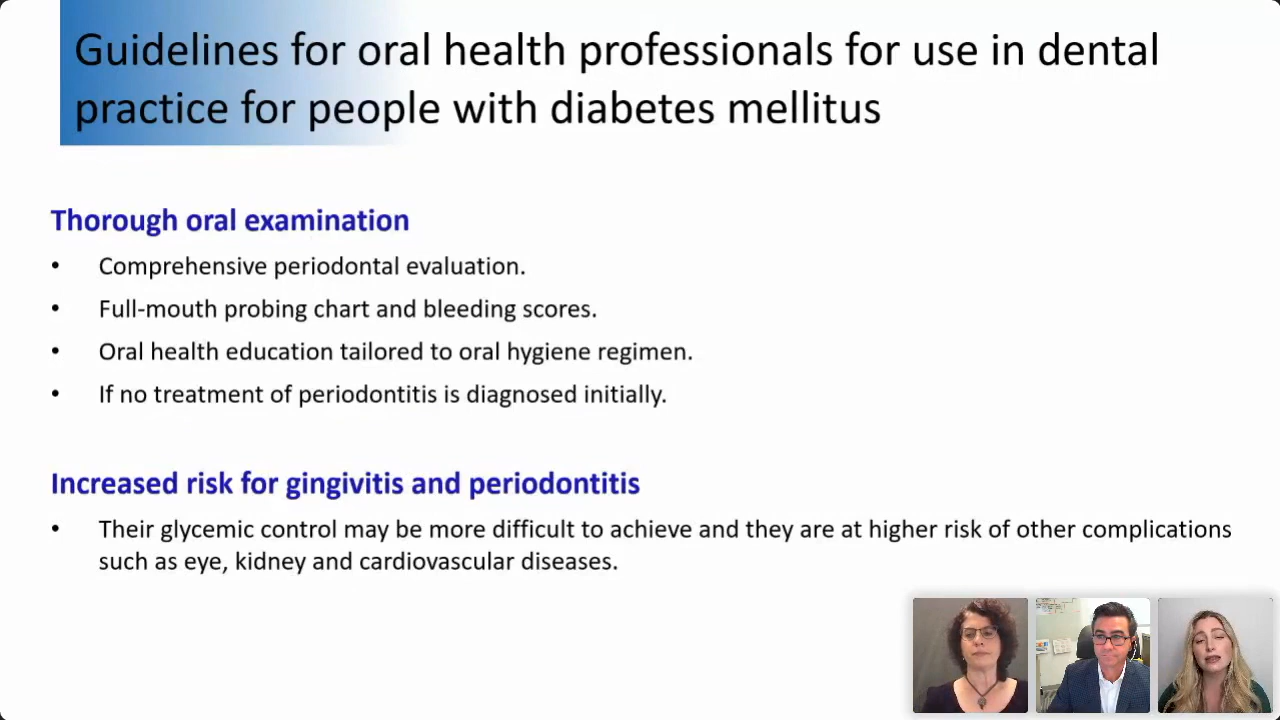 Guidelines for oral health professionals for use in dental
practice for people with diabetes mellitus
Thorough oral examination
• Comprehensive periodontal evaluation.
• Full-mouth probing chart and bleeding scores.
• Oral health education tailored to oral hygiene regimen.
• If no treatment of periodontitis is diagnosed initially.
Increased risk for gingivitis and periodontitis
• Their glycemic control may be more difficult to achieve and they are at higher risk of other complications
such as eye, kidney and cardiovascular diseases.